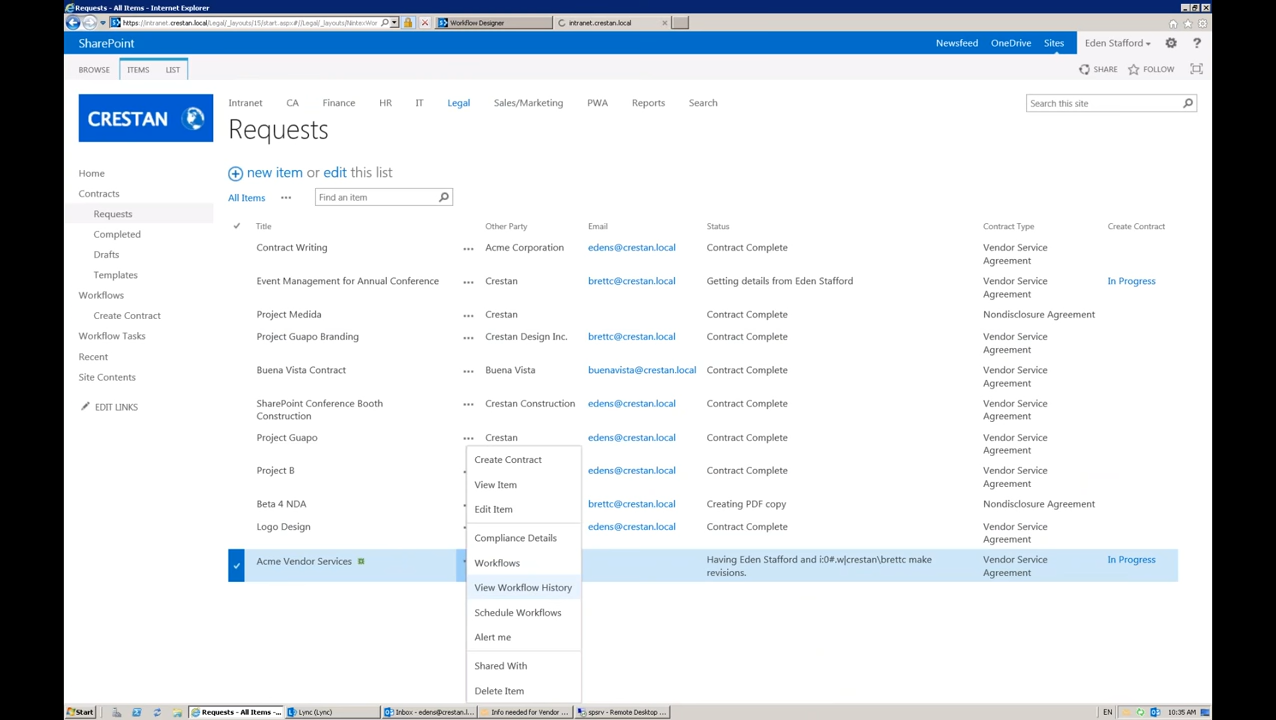 Requests - All Items - Internet Explorer
https://intranet.crestan.local/Legal/_layouts/15/start.aspx#//Legal/_layouts/NintexWor
Workflow Designer
intranet.crestan.local
SharePoint
Newsfeed OneDrive Sites Eden Stafford ?
BROWSE ITEMS LIST
SHARE FOLLOW
CRESTAN
Intranet CA Finance HR IT Legal Sales/Marketing PWA Reports Search
Search this site
Requests
Home
Contracts
Requests
Completed
Drafts
Templates
Workflows
Create Contract
Workflow Tasks
Recent
Site Contents
EDIT LINKS
new item or edit this list
All Items ••• Find an item
Title Other Party Email Status Contract Type Create Contract
Contract Writing ••• Acme Corporation edens@crestan.local Contract Complete Vendor Service
Agreement
Event Management for Annual Conference ••• Crestan brettc@crestan.local Getting details from Eden Stafford Vendor Service In Progress
Agreement
Project Medida ••• Crestan Contract Complete Nondisclosure Agreement
Project Guapo Branding ••• Crestan Design Inc. brettc@crestan.local Contract Complete Vendor Service
Agreement
Buena Vista Contract ••• Buena Vista buenavista@crestan.local Contract Complete Vendor Service
Agreement
SharePoint Conference Booth ••• Crestan Construction edens@crestan.local Contract Complete Vendor Service
Construction Agreement
Project Guapo ••• Crestan edens@crestan.local Contract Complete Vendor Service
Agreement
Project B edens@crestan.local Contract Complete Vendor Service
Agreement
Beta 4 NDA brettc@crestan.local Creating PDF copy Nondisclosure Agreement
Logo Design edens@crestan.local Contract Complete Vendor Service
Agreement
Acme Vendor Services Having Eden Stafford and i:0#.w|crestan\brettc make Vendor Service In Progress
revisions. Agreement
Create Contract
View Item
Edit Item
Compliance Details
Workflows
View Workflow History
Schedule Workflows
Alert me
Shared With
Delete Item
Start Requests - All Items -... Lync (Lync) Inbox - edens@crestan.l... Info needed for Vendor ... spsrv - Remote Desktop ... EN 10:35 AM